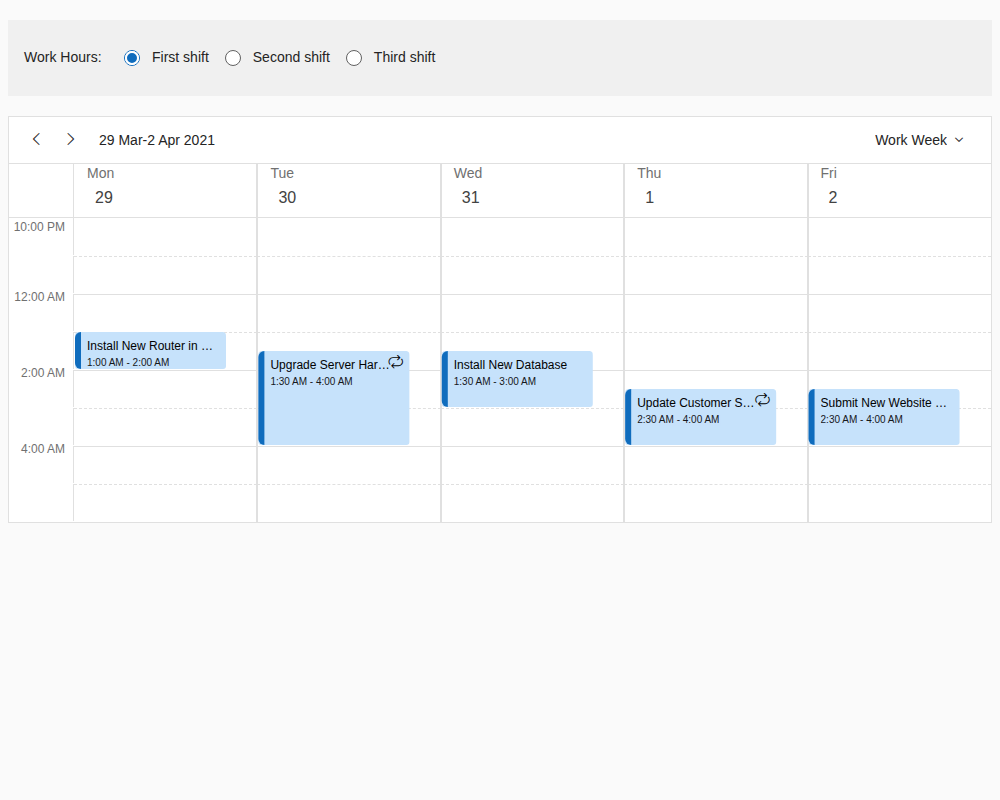 Work Hours: First shift Second shift Third shift
29 Mar-2 Apr 2021 Work Week
Mon Tue Wed Thu Fri
29 30 31 1 2
10:00 PM
12:00 AM
Install New Router in …
1:00 AM - 2:00 AM
Upgrade Server Har…
1:30 AM - 4:00 AM
Install New Database
1:30 AM - 3:00 AM
2:00 AM
Update Customer S…
2:30 AM - 4:00 AM
Submit New Website …
2:30 AM - 4:00 AM
4:00 AM